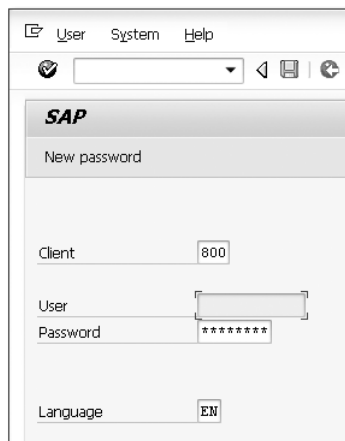 User System Help
SAP
New password
Client 800
User
Password ********
Language EN